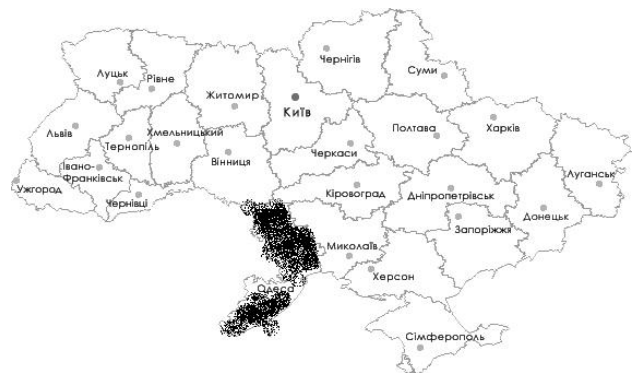 Чернігів
Луцьк
Рівне
Суми
Житомир
Київ
Львів
Тернопіль
Хмельницький
Полтава
Харків
Вінниця
Черкаси
Івано-
Франківськ
Ужгород
Чернівці
Кіровоград
Дніпропетрівськ
Луганськ
Донецьк
Запоріжжя
Миколаїв
Херсон
Одеса
Сімферополь